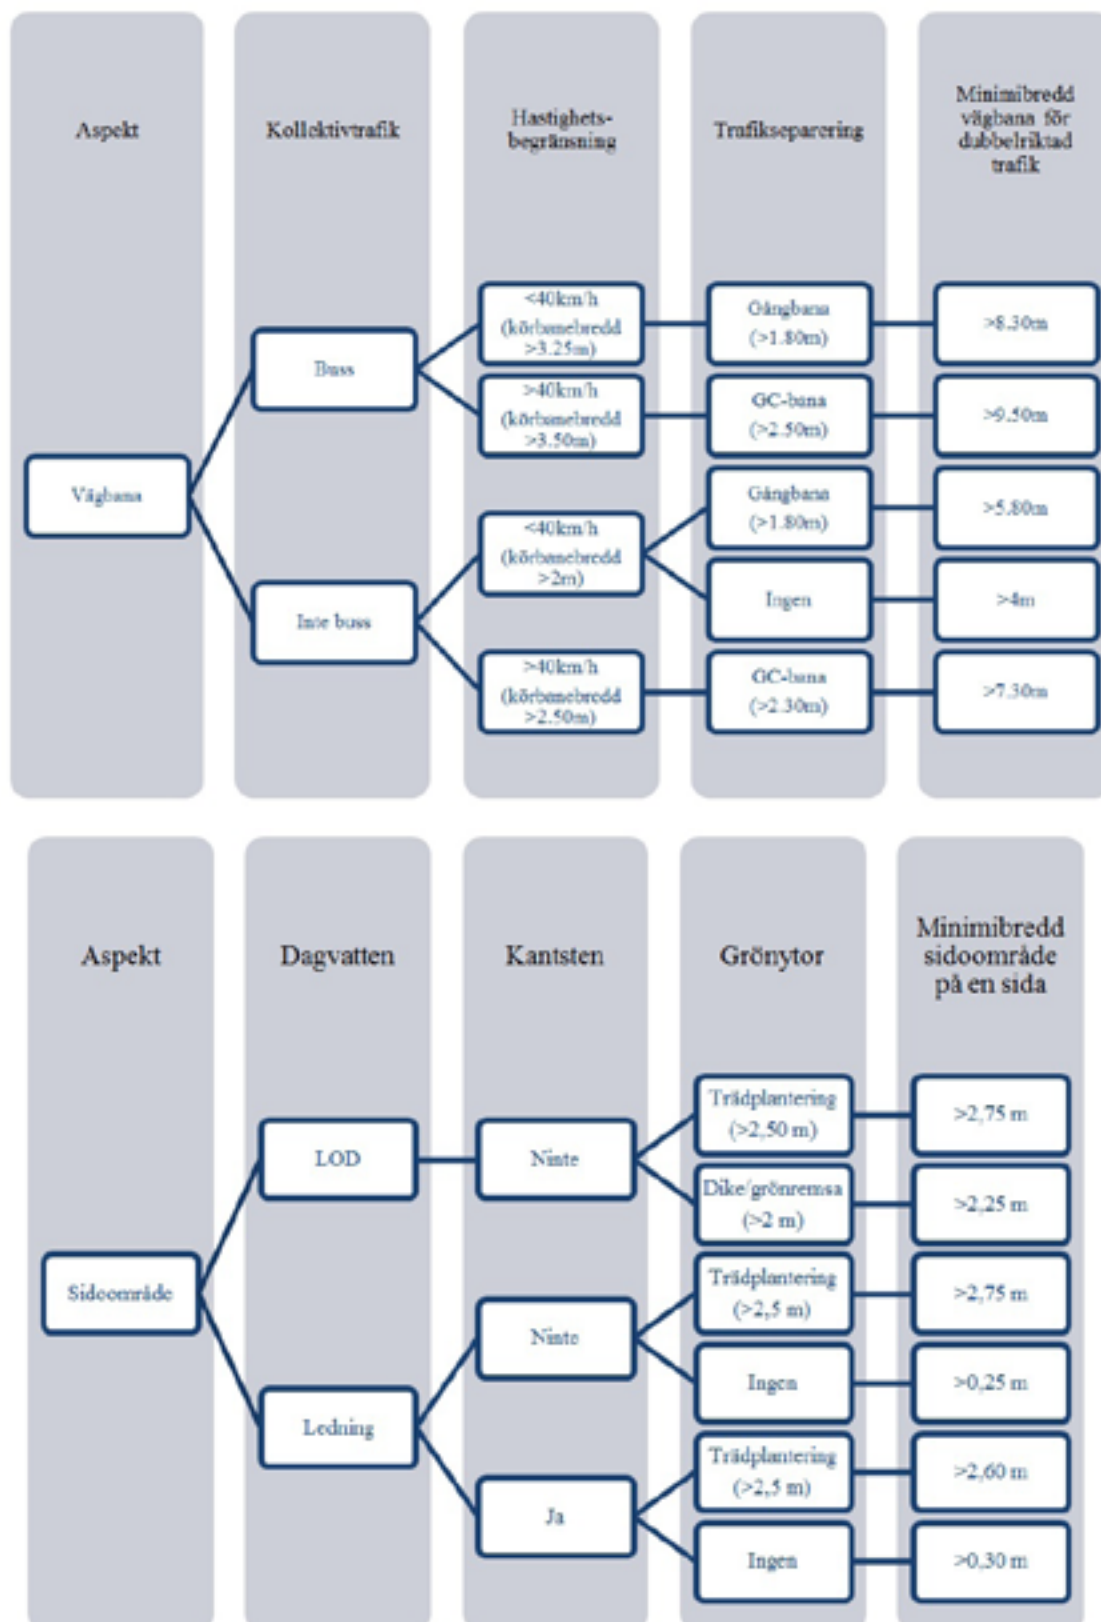 Aspekt
Kollektivtrafik
Hastighets-
begränsning
Trafikseparering
Minimibredd
vägbana för
dubbelriktad
trafik
Vägbana
Buss
Inte buss
<40km/h
(körbanebredd
>3.25m)
>40km/h
(körbanebredd
>3.50m)
<40km/h
(körbanebredd
>2m)
>40km/h
(körbanebredd
>2.50m)
Gångbana
(>1.80m)
GC-bana
(>2.50m)
Gångbana
(>1.80m)
Ingen
GC-bana
(>2.30m)
>8.30m
>9.50m
>5.80m
>4m
>7.30m
Aspekt
Dagvatten
Kantsten
Grönytor
Minimibredd
sidoområde
på en sida
Sidoområde
LOD
Ledning
Ninte
Ninte
Ja
Trädplantering
(>2,50 m)
Dike/grönremsa
(>2 m)
Trädplantering
(>2,5 m)
Ingen
Trädplantering
(>2,5 m)
Ingen
>2,75 m
>2,25 m
>2,75 m
>0,25 m
>2,60 m
>0,30 m